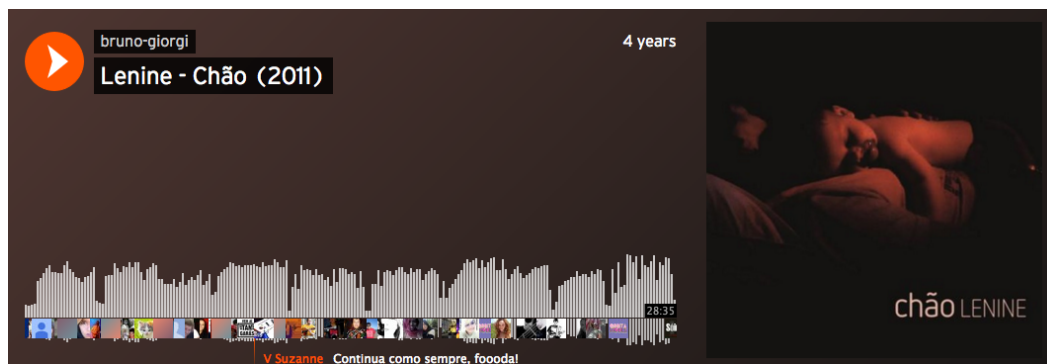 bruno-giorgi
4 years
Lenine - Chão (2011)
chão LENINE
28:35
V Suzanne Continua como sempre, foooda!